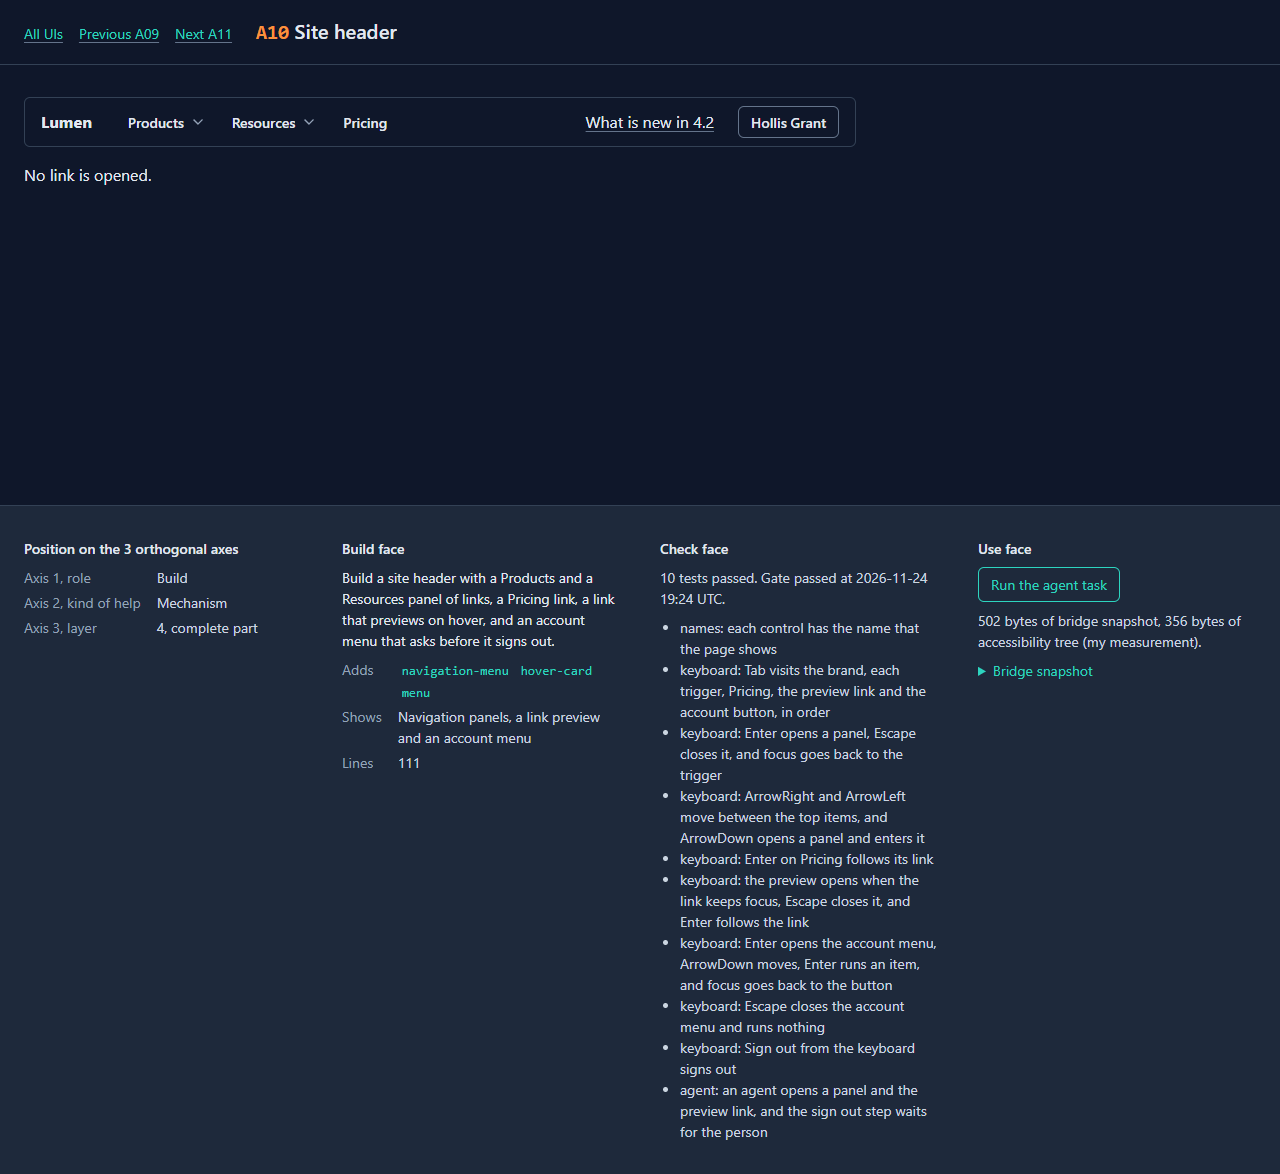 All UIs Previous A09 Next A11 A10 Site header
Lumen Products Resources Pricing What is new in 4.2 Hollis Grant
No link is opened.
Position on the 3 orthogonal axes
Axis 1, role Build
Axis 2, kind of help Mechanism
Axis 3, layer 4, complete part
Build face
Build a site header with a Products and a
Resources panel of links, a Pricing link, a link
that previews on hover, and an account
menu that asks before it signs out.
Adds navigation-menu hover-card
menu
Shows Navigation panels, a link preview
and an account menu
Lines 111
Check face
10 tests passed. Gate passed at 2026-11-24
19:24 UTC.
• names: each control has the name that
the page shows
• keyboard: Tab visits the brand, each
trigger, Pricing, the preview link and the
account button, in order
• keyboard: Enter opens a panel, Escape
closes it, and focus goes back to the
trigger
• keyboard: ArrowRight and ArrowLeft
move between the top items, and
ArrowDown opens a panel and enters it
• keyboard: Enter on Pricing follows its link
• keyboard: the preview opens when the
link keeps focus, Escape closes it, and
Enter follows the link
• keyboard: Enter opens the account menu,
ArrowDown moves, Enter runs an item,
and focus goes back to the button
• keyboard: Escape closes the account
menu and runs nothing
• keyboard: Sign out from the keyboard
signs out
• agent: an agent opens a panel and the
preview link, and the sign out step waits
for the person
Use face
Run the agent task
502 bytes of bridge snapshot, 356 bytes of
accessibility tree (my measurement).
Bridge snapshot